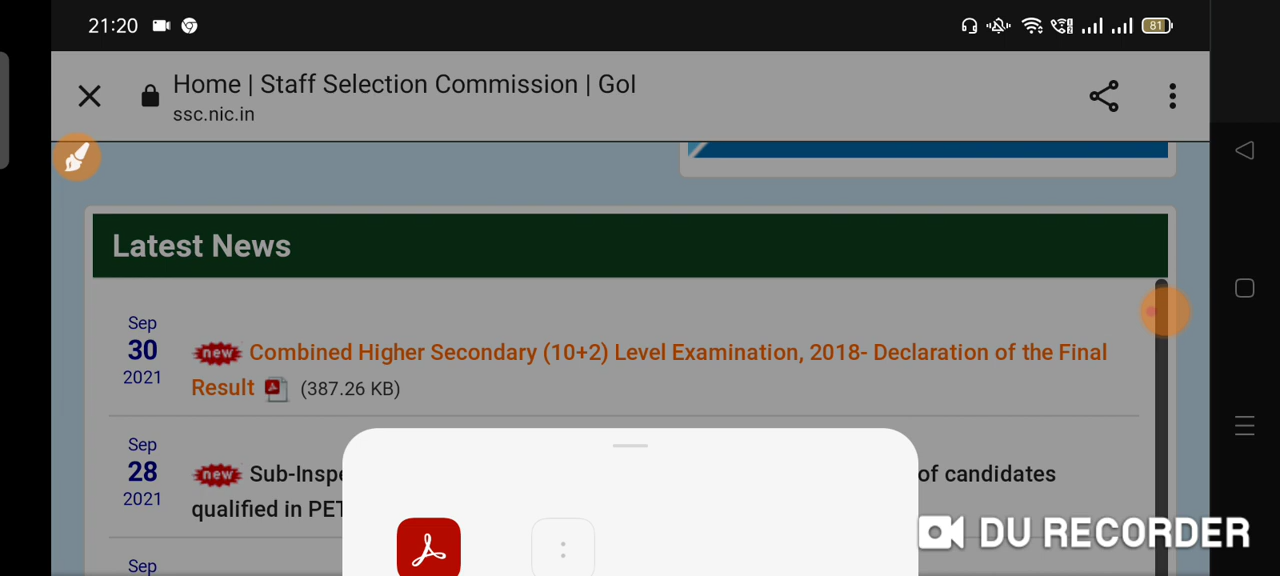 21:20
81
Home | Staff Selection Commission | GoI
ssc.nic.in
Latest News
Sep
30
2021
new Combined Higher Secondary (10+2) Level Examination, 2018- Declaration of the Final
Result (387.26 KB)
Sep
28
2021
new Sub-Inspe of candidates
qualified in PET
Sep
DU RECORDER